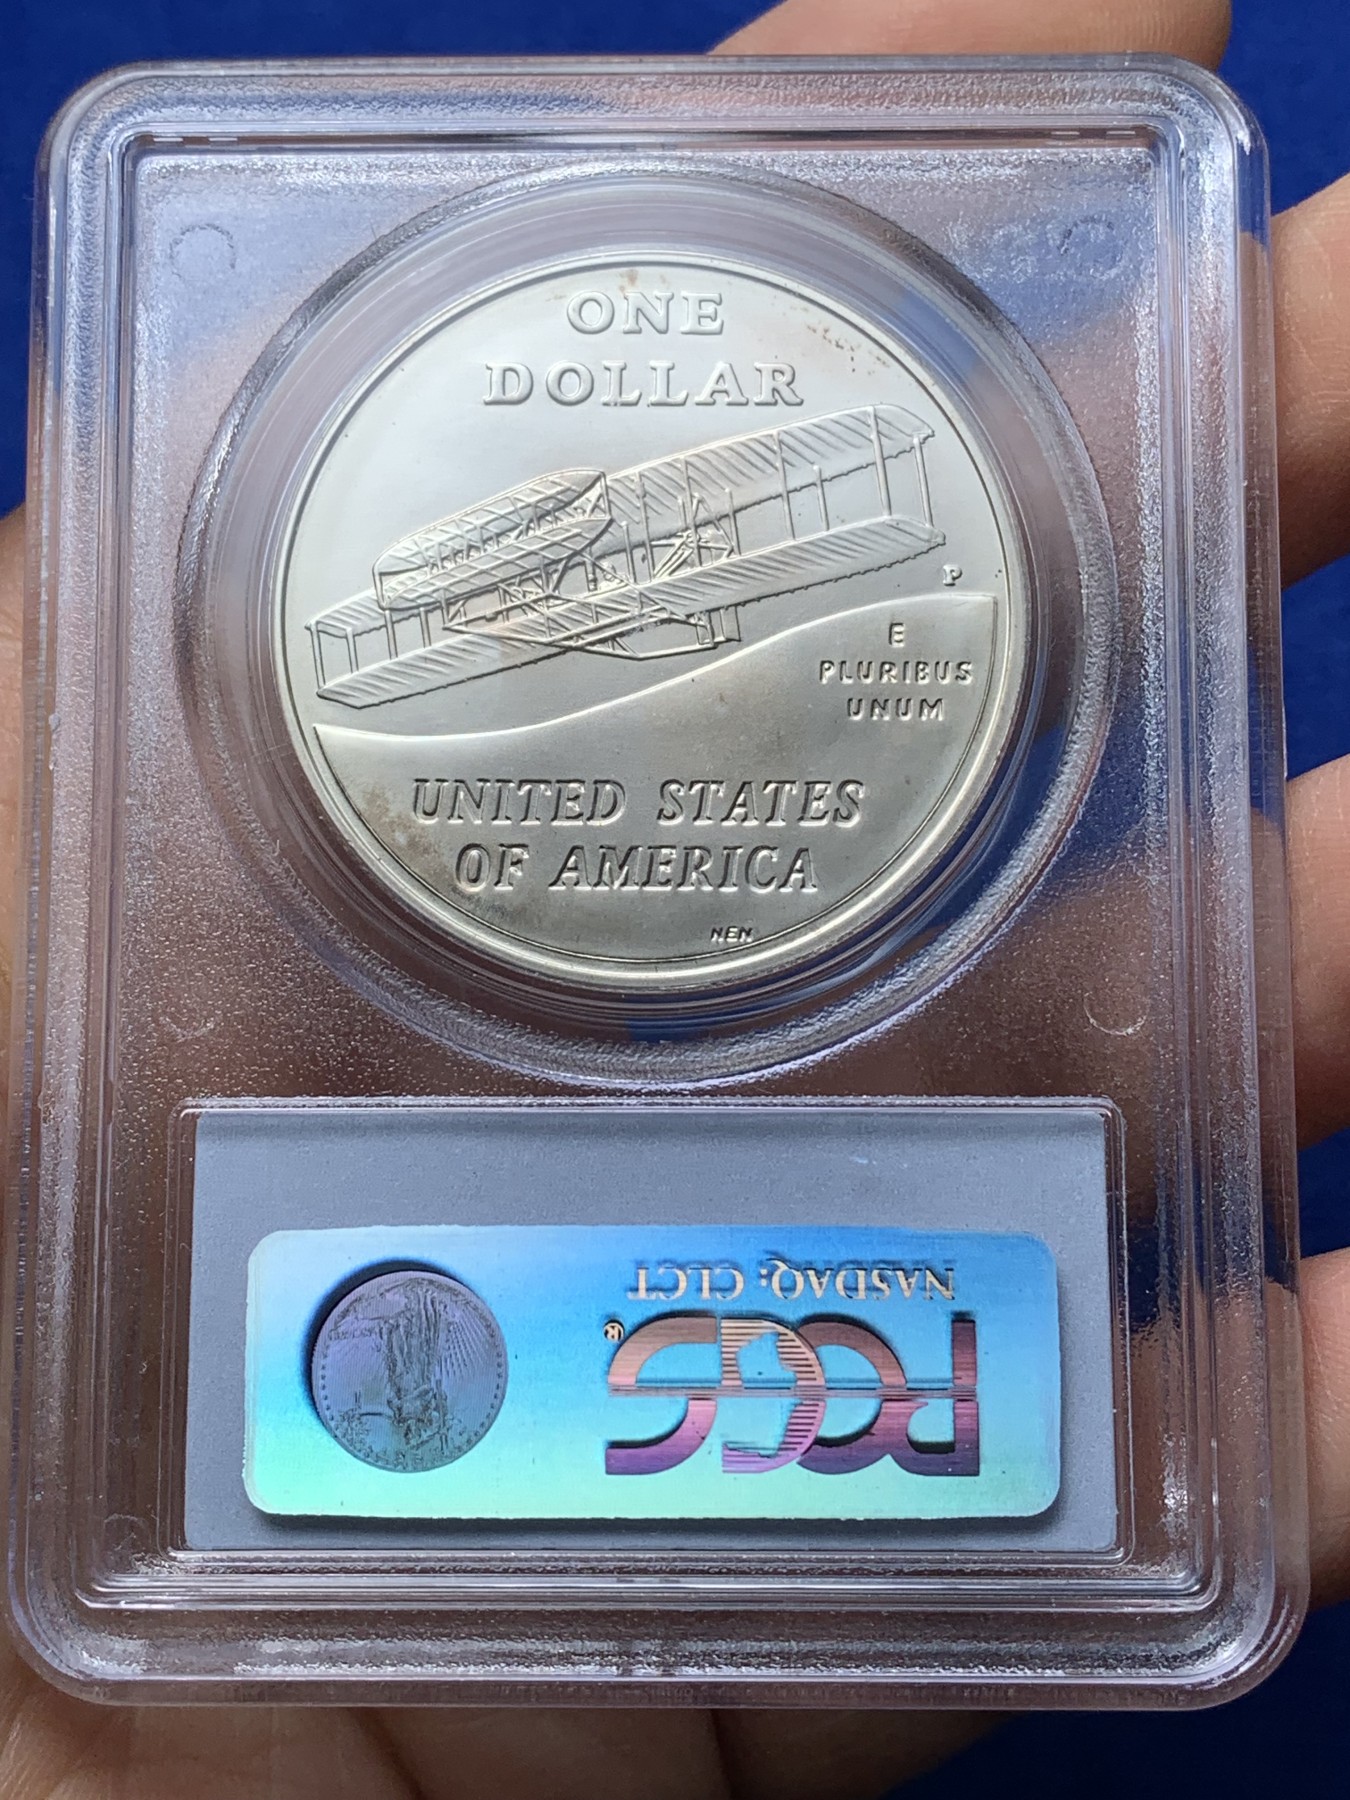 ONE
DOLLAR
P
E
PLURIBUS
UNUM
UNITED STATES
OF AMERICA
NEN
PCGS®
NASDAQ: CLCT